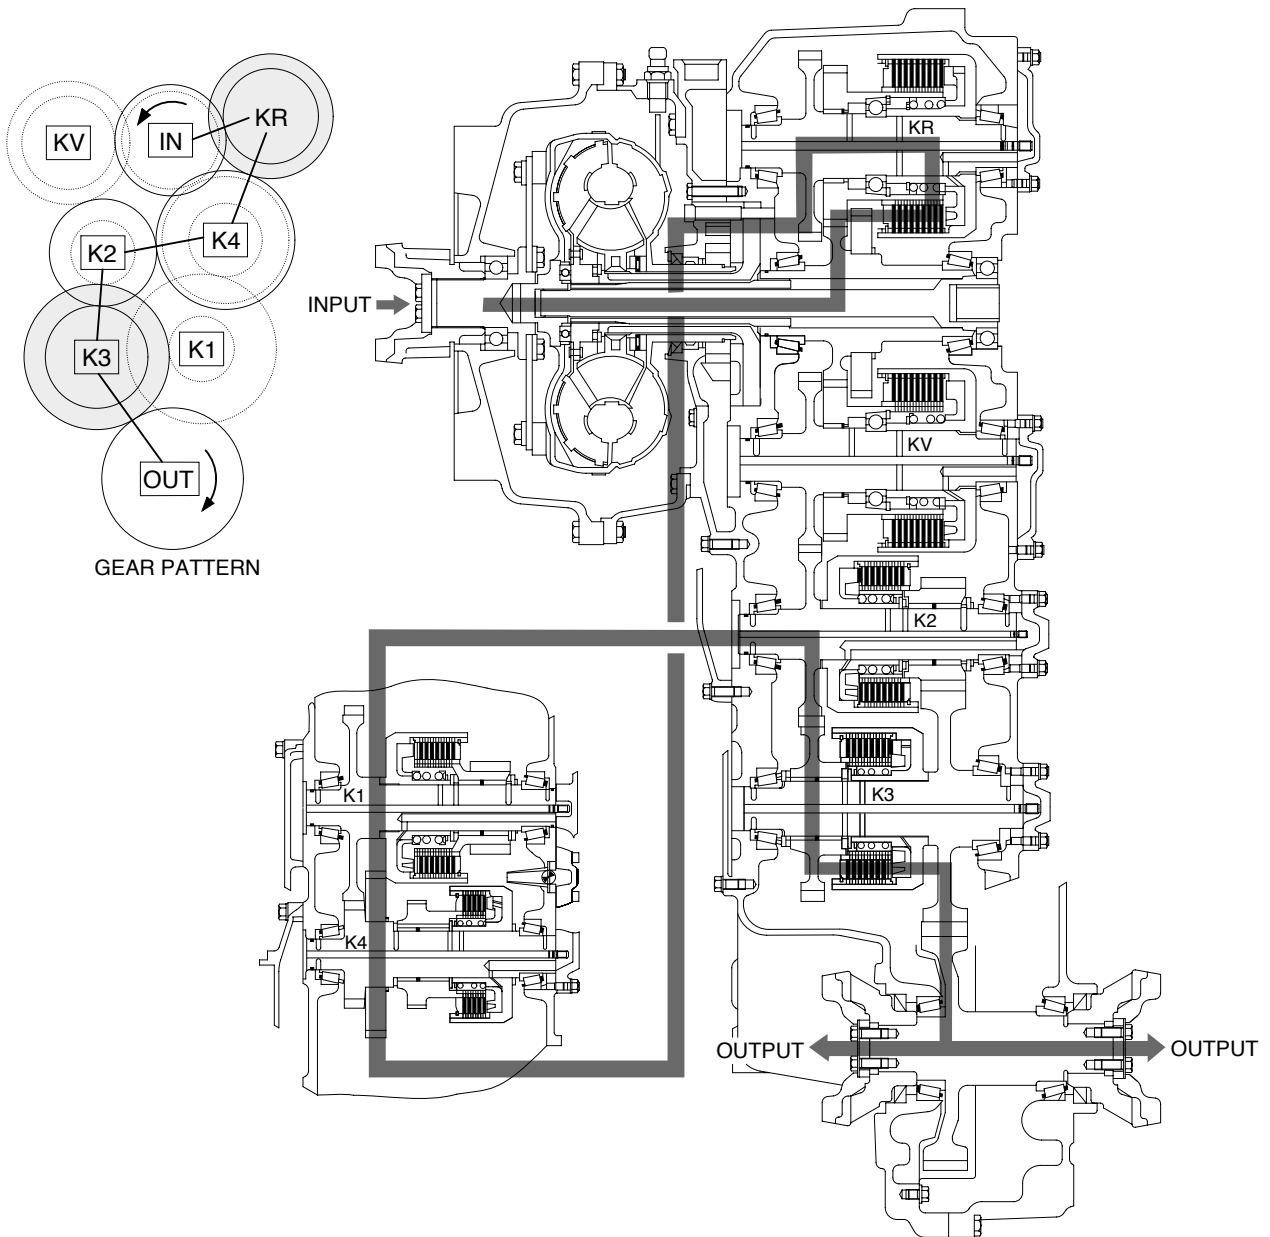 KV
IN
KR
K2
K4
K3
K1
OUT
GEAR PATTERN
INPUT
KR
KV
K2
K3
K1
K4
OUTPUT
OUTPUT